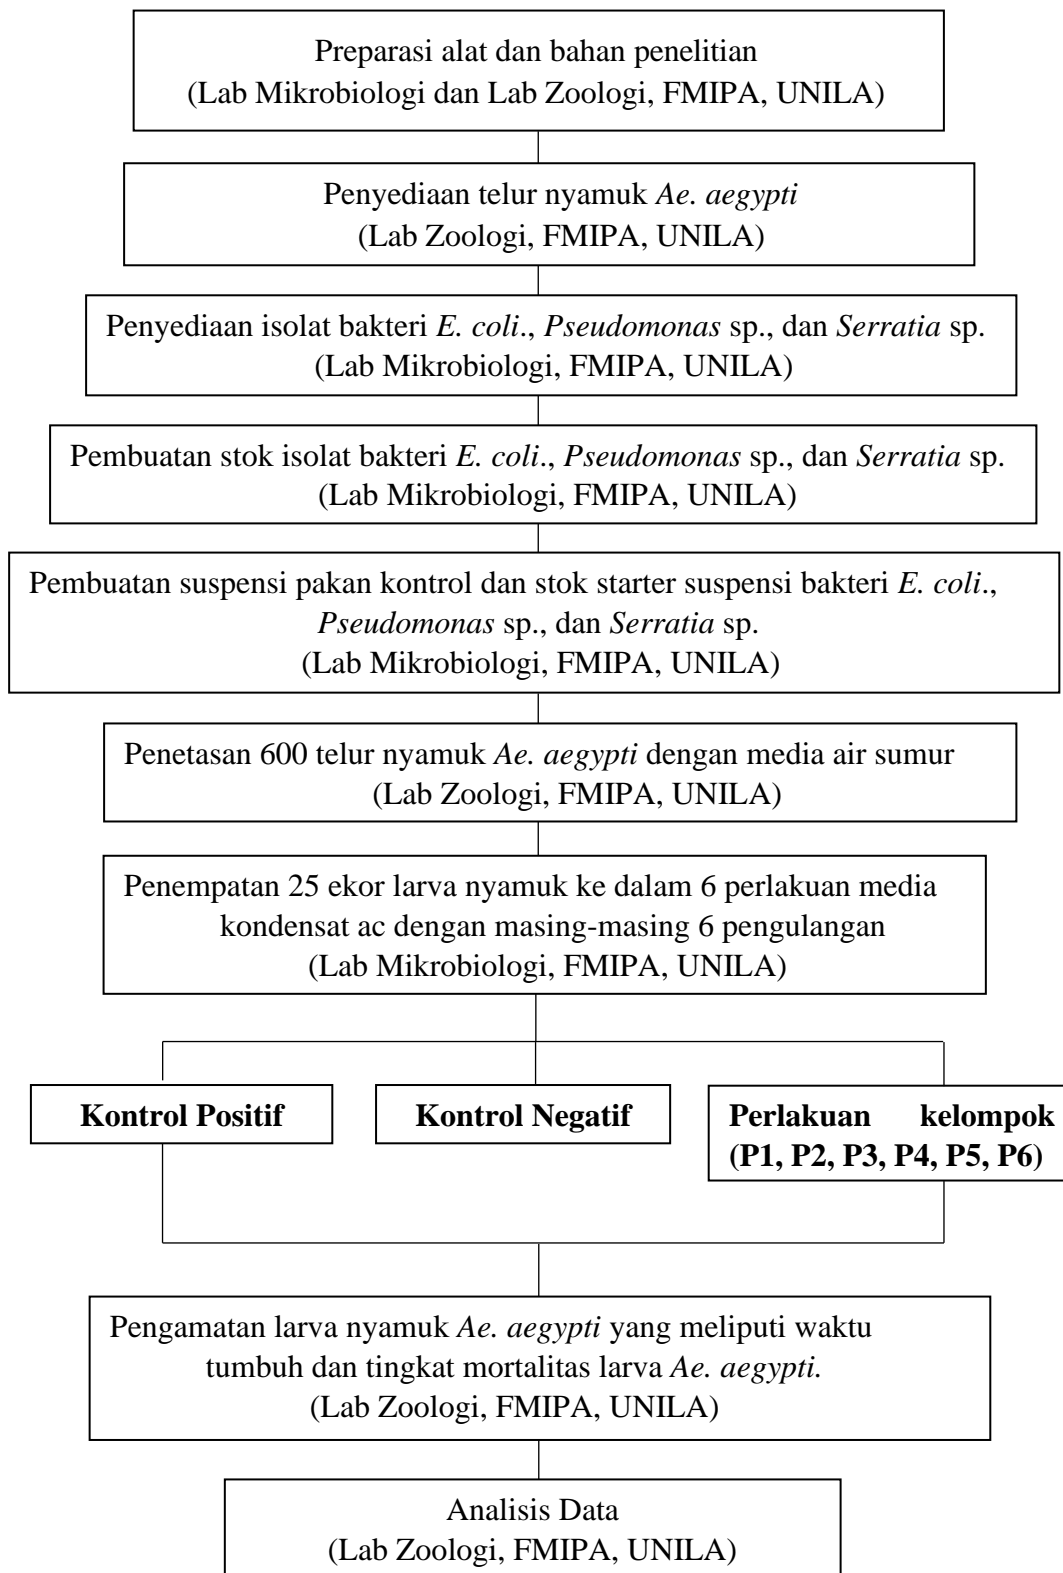 Preparasi alat dan bahan penelitian
(Lab Mikrobiologi dan Lab Zoologi, FMIPA, UNILA)
Penyediaan telur nyamuk Ae. aegypti
(Lab Zoologi, FMIPA, UNILA)
Penyediaan isolat bakteri E. coli., Pseudomonas sp., dan Serratia sp.
(Lab Mikrobiologi, FMIPA, UNILA)
Pembuatan stok isolat bakteri E. coli., Pseudomonas sp., dan Serratia sp.
(Lab Mikrobiologi, FMIPA, UNILA)
Pembuatan suspensi pakan kontrol dan stok starter suspensi bakteri E. coli.,
Pseudomonas sp., dan Serratia sp.
(Lab Mikrobiologi, FMIPA, UNILA)
Penetasan 600 telur nyamuk Ae. aegypti dengan media air sumur
(Lab Zoologi, FMIPA, UNILA)
Penempatan 25 ekor larva nyamuk ke dalam 6 perlakuan media
kondensat ac dengan masing-masing 6 pengulangan
(Lab Mikrobiologi, FMIPA, UNILA)
Kontrol Positif
Kontrol Negatif
Perlakuan kelompok
(P1, P2, P3, P4, P5, P6)
Pengamatan larva nyamuk Ae. aegypti yang meliputi waktu
tumbuh dan tingkat mortalitas larva Ae. aegypti.
(Lab Zoologi, FMIPA, UNILA)
Analisis Data
(Lab Zoologi, FMIPA, UNILA)